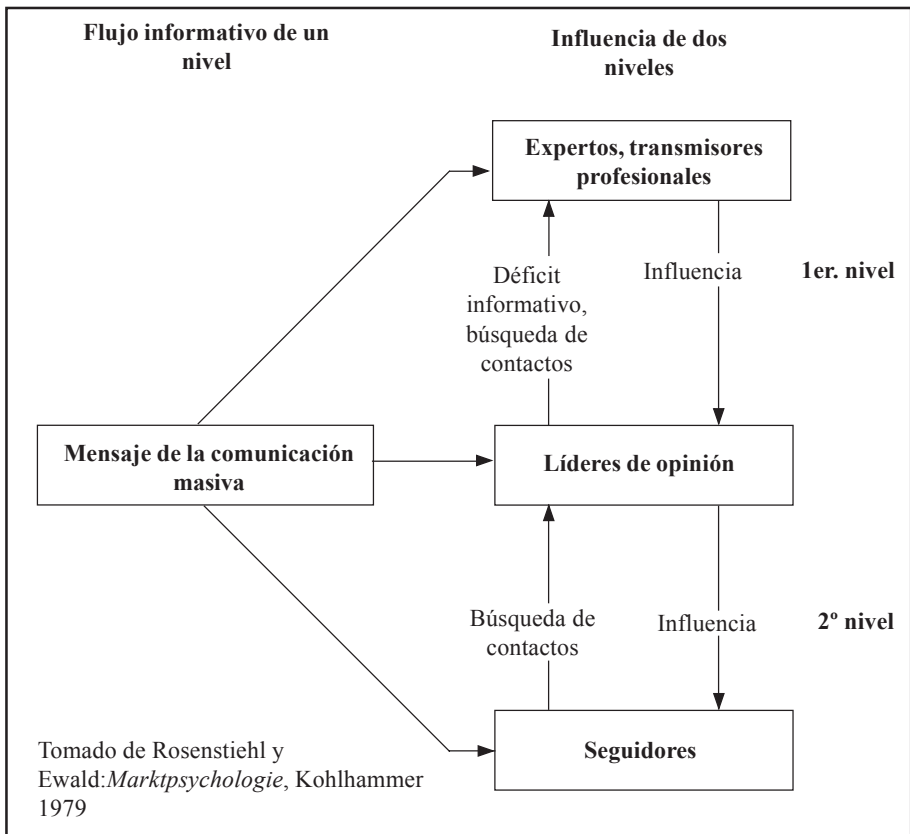 Flujo informativo de un
nivel
Influencia de dos
niveles
Expertos, transmisores
profesionales
Déficit
informativo,
búsqueda de
contactos
Influencia
1er. nivel
Mensaje de la comunicación
masiva
Líderes de opinión
Búsqueda de
contactos
Influencia
2º nivel
Seguidores
Tomado de Rosenstiehl y
Ewald:Marktpsychologie, Kohlhammer
1979